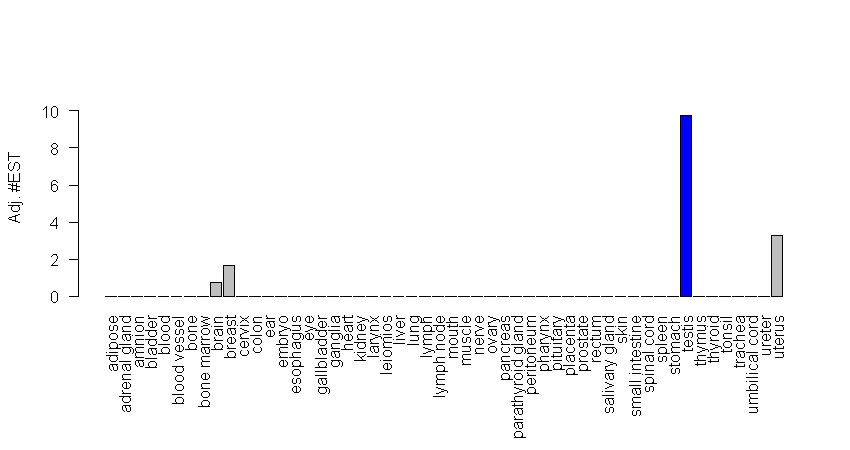 Adj. #EST
10
8
6
4
2
0
adipose
adrenal gland
amnion
bladder
blood
blood vessel
bone
bone marrow
brain
breast
cervix
colon
ear
embryo
esophagus
eye
gallbladder
ganglia
heart
kidney
larynx
leiomios
liver
lung
lymph
lymph node
mouth
muscle
nerve
ovary
pancreas
parathyroid gland
peritoneum
pharynx
pituitary
placenta
prostate
rectum
salivary gland
skin
small intestine
spinal cord
spleen
stomach
testis
thymus
thyroid
tonsil
trachea
umbilical cord
ureter
uterus